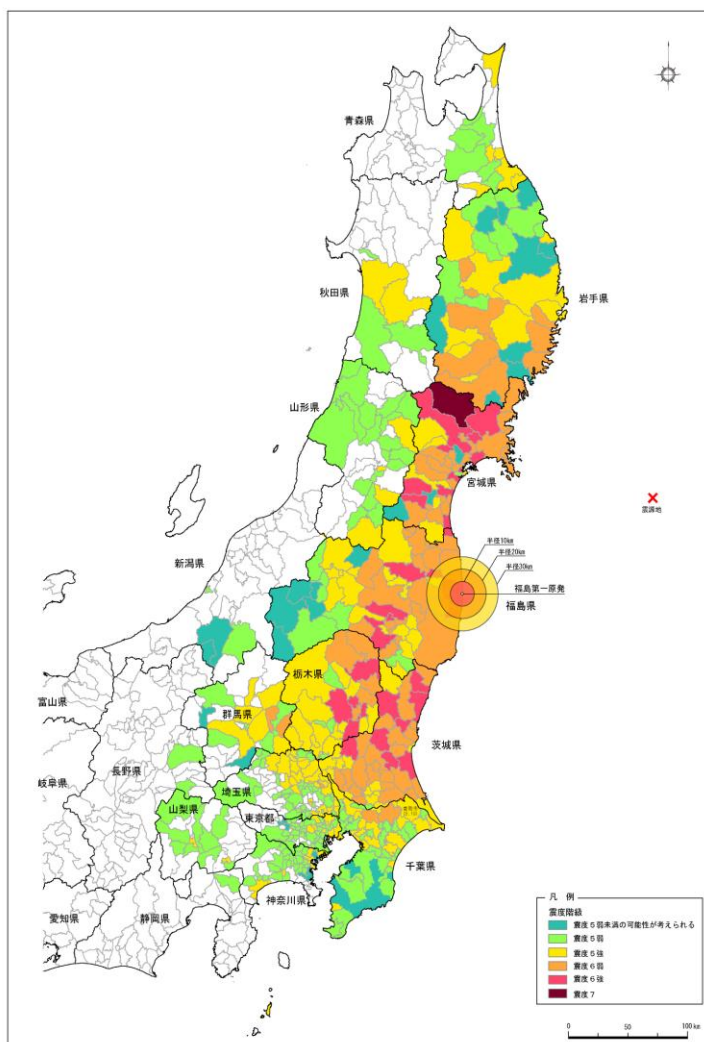 青森県
秋田県
岩手県
山形県
宮城県
震源地
新潟県
半径10㎞
半径20㎞
半径30㎞
福島第一原発
福島県
栃木県
富山県
群馬県
茨城県
長野県
岐阜県
埼玉県
山梨県
東京都
千葉県
神奈川県
愛知県
静岡県
凡 例
震度階級
震度5弱未満の可能性が考えられる
震度5弱
震度5強
震度6弱
震度6強
震度7
0 50 100㎞